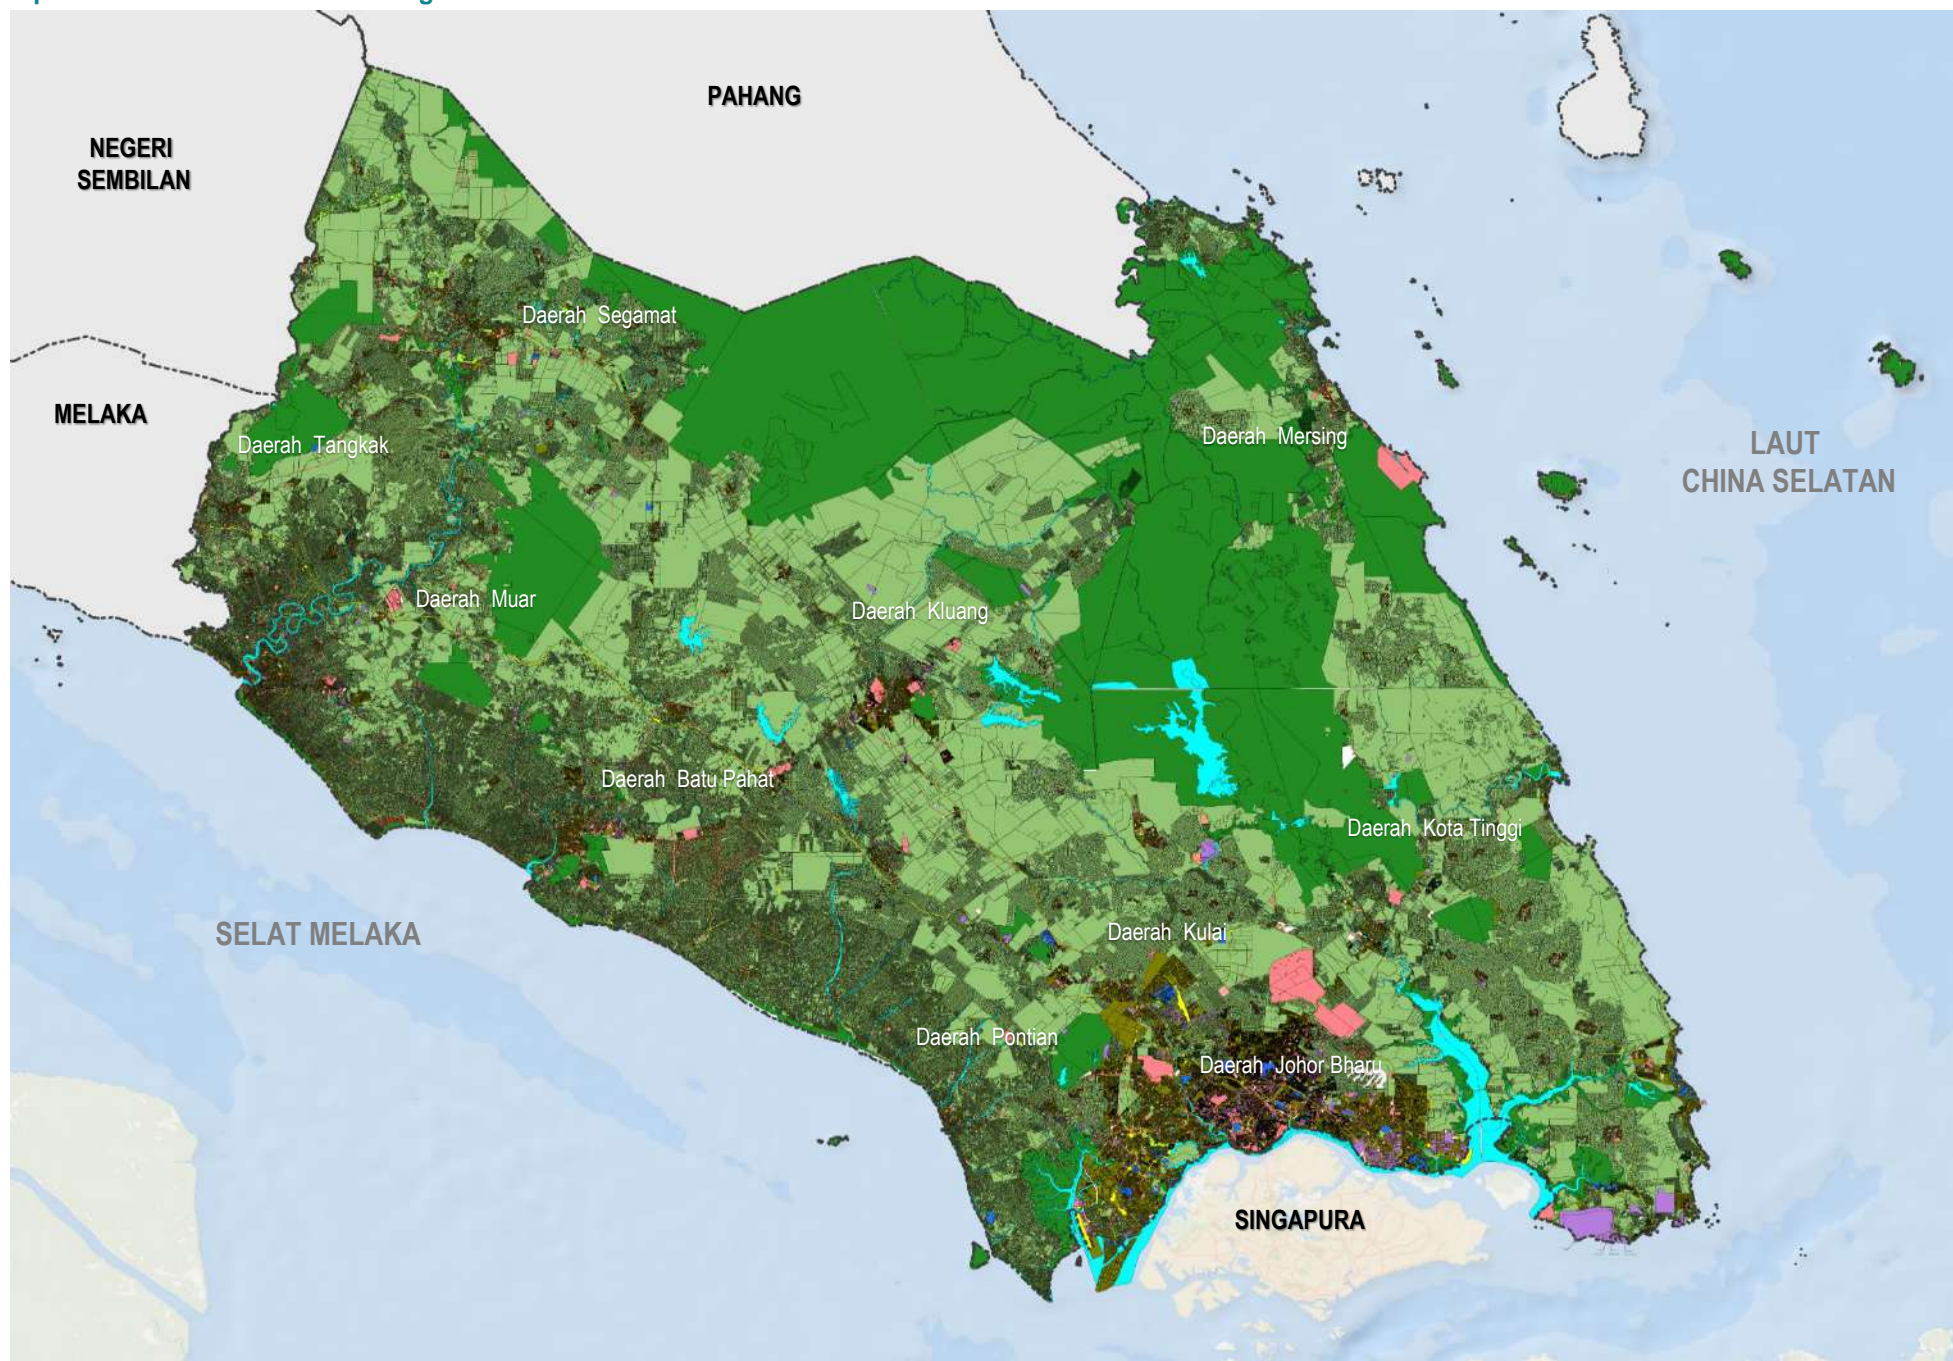 PAHANG
NEGERI
SEMBILAN
MELAKA
Daerah Segamat
Daerah Tangkak
Daerah Mersing
LAUT
CHINA SELATAN
Daerah Muar
Daerah Kluang
Daerah Batu Pahat
Daerah Kota Tinggi
SELAT MELAKA
Daerah Kulai
Daerah Pontian
Daerah Johor Bharu
SINGAPURA